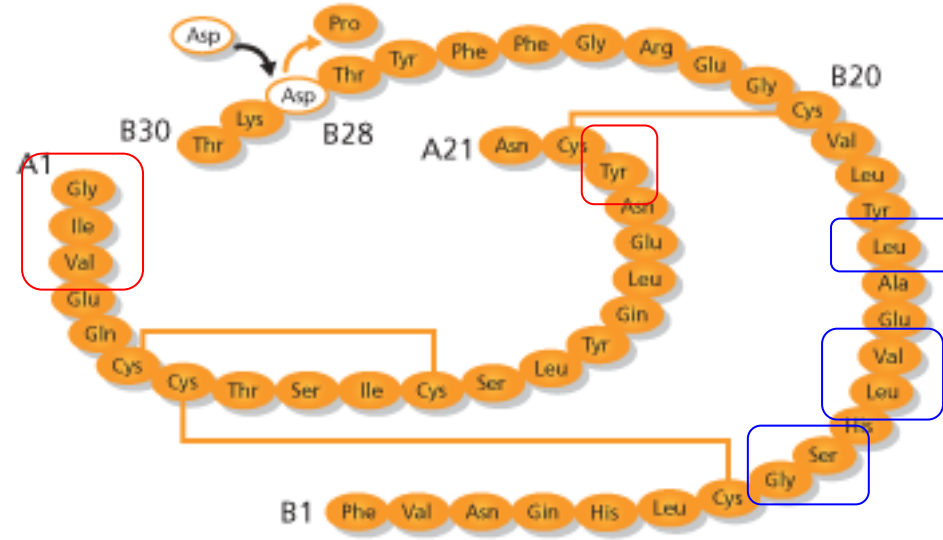 Asp
Pro
B30
Thr
Lys
Asp
B28
Thr
Tyr
Phe
Phe
Gly
Arg
Glu
Gly
Cys
B20
Val
Leu
Tyr
Leu
Ala
Glu
Val
Leu
His
Ser
Gly
Cys
Leu
His
Gin
Asn
Val
Phe
B1
A1
Gly
Ile
Val
Glu
Gln
Cys
Cys
Thr
Ser
Ile
Cys
Ser
Leu
Tyr
Gin
Leu
Glu
Asn
Tyr
Cys
Asn
A21